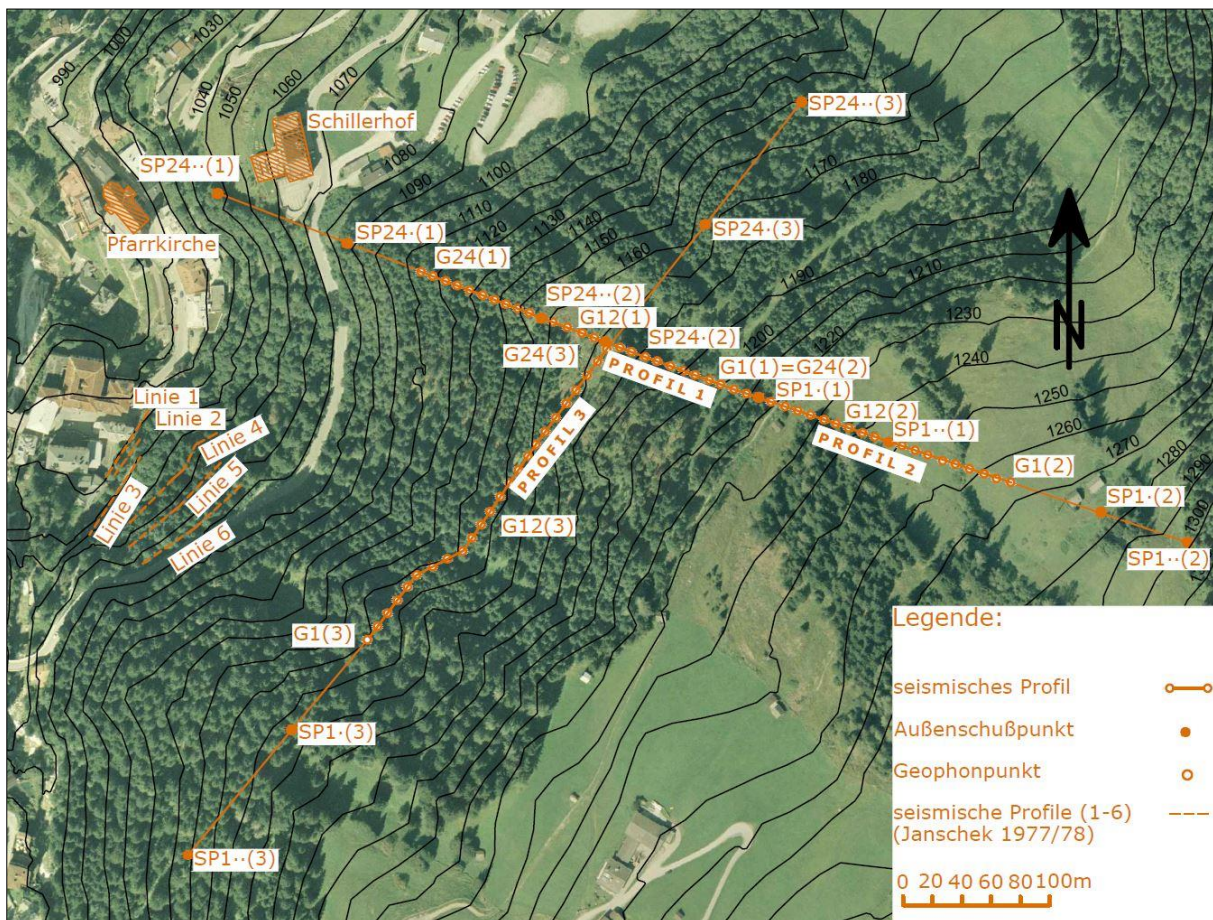 1000
990
1030
1040
1050
1060
1070
1080
1090
1100
1110
1120
1130
1140
1160
1170
1180
1190
1200
1210
1220
1230
1240
1250
1260
1270
1280
1290
1300
Schillerhof
Pfarrkirche
SP24··(1)
SP24·(1)
G24(1)
SP24··(2)
G12(1)
SP24·(2)
G24(3)
SP24··(3)
SP24·(3)
PROFIL 1
G1(1)=G24(2)
SP1·(1)
G12(2)
SP1··(1)
PROFIL 2
G1(2)
SP1·(2)
SP1··(2)
PROFIL 3
G12(3)
G1(3)
SP1·(3)
SP1··(3)
Linie 1
Linie 2
Linie 3
Linie 4
Linie 5
Linie 6
N
Legende:
seismisches Profil
Außenschußpunkt
Geophonpunkt
seismische Profile (1-6)
(Janschek 1977/78)
0 20 40 60 80 100m